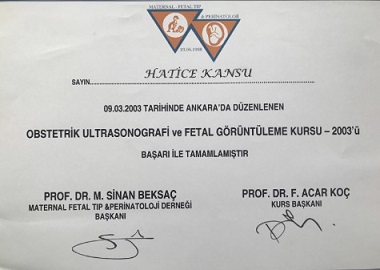 MATERNAL - FETAL TIP
& PERİNATOLOJİ
HATİCE KANSU
SAYIN
09.03.2003 TARİHİNDE ANKARA'DA DÜZENLENEN
OBSTETRİK ULTRASONOGRAFİ ve FETAL GÖRÜNTÜLEME KURSU – 2003'ü
BAŞARI İLE TAMAMLAMIŞTIR
PROF. DR. M. SİNAN BEKSAÇ
MATERNAL FETAL TIP &PERİNATOLOJİ DERNEĞİ
BAŞKANI
PROF. DR. F. ACAR KOÇ
KURS BAŞKANI